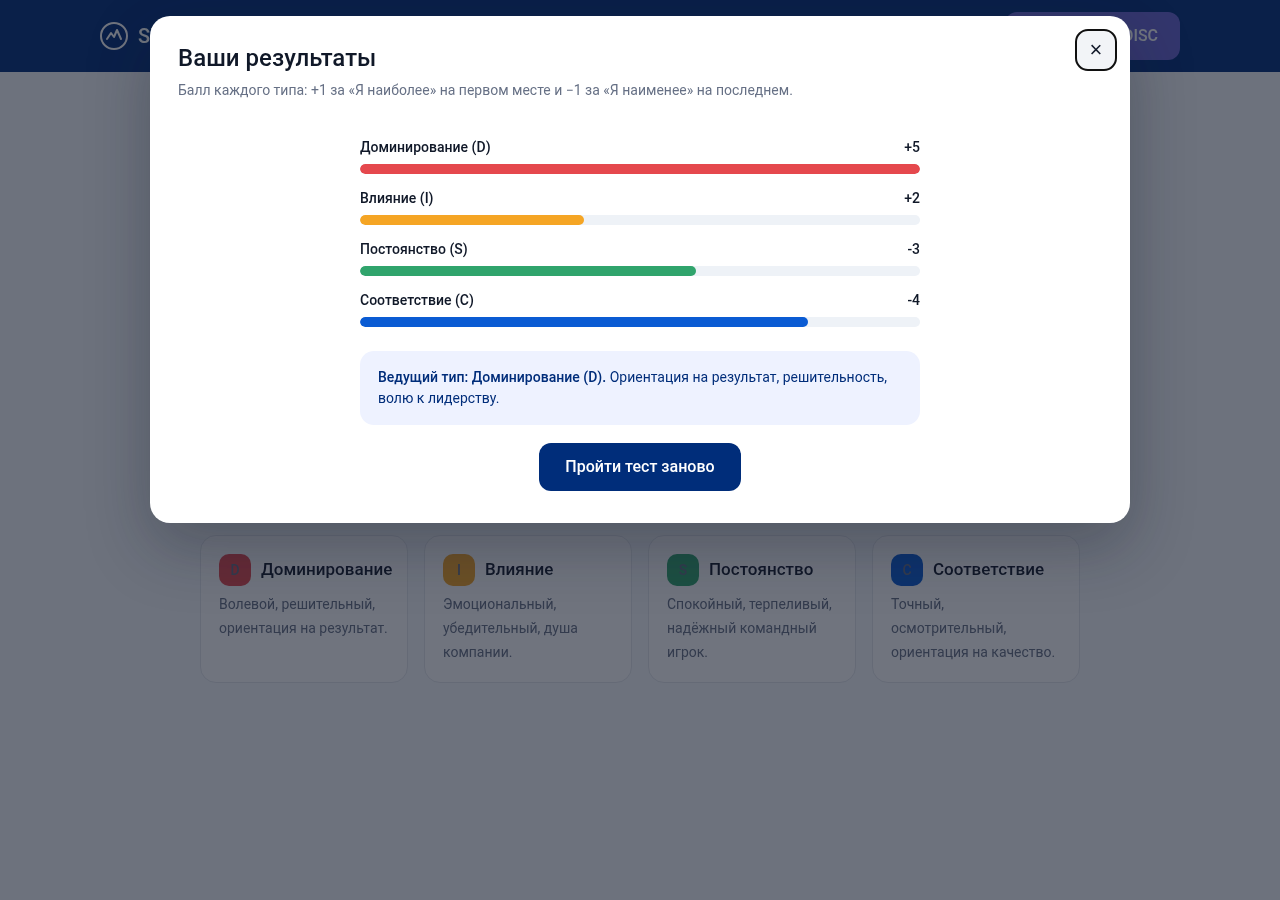 S
DISC
Ваши результаты
×
Балл каждого типа: +1 за «Я наиболее» на первом месте и −1 за «Я наименее» на последнем.
Доминирование (D) +5
Влияние (I) +2
Постоянство (S) -3
Соответствие (C) -4
Ведущий тип: Доминирование (D). Ориентация на результат, решительность,
волю к лидерству.
Пройти тест заново
D Доминирование
Волевой, решительный,
ориентация на результат.
I Влияние
Эмоциональный,
убедительный, душа
компании.
S Постоянство
Спокойный, терпеливый,
надёжный командный
игрок.
C Соответствие
Точный,
осмотрительный,
ориентация на качество.